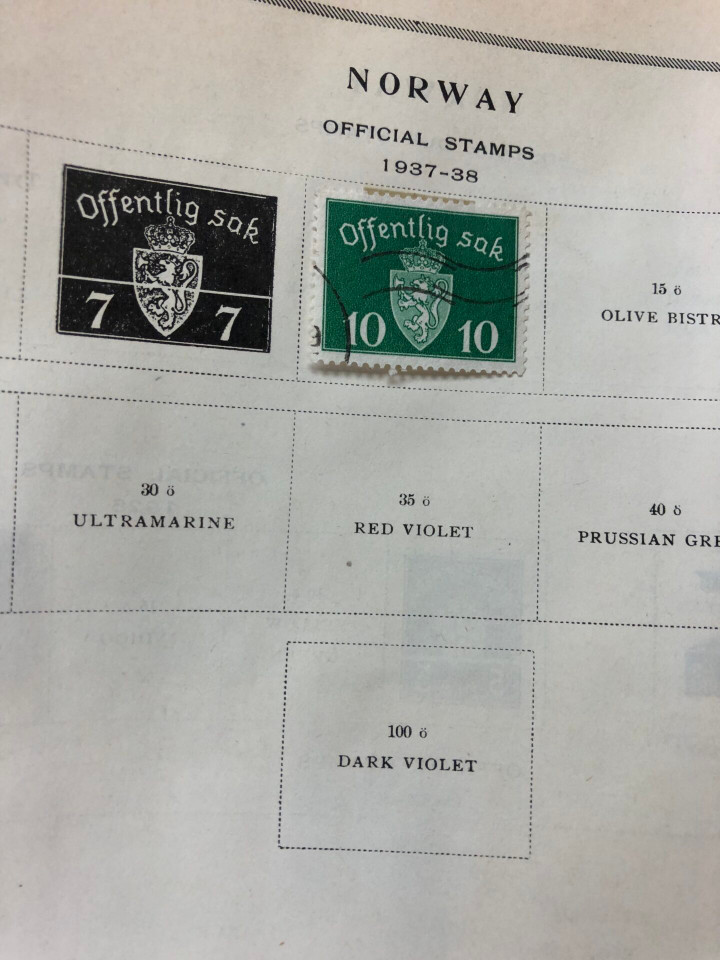 NORWAY
OFFICIAL STAMPS
1937-38
Offentlig sak
7 7
Offentlig sak
10 10
15 ö
OLIVE BISTR
30 ö
ULTRAMARINE
35 ö
RED VIOLET
40 ö
PRUSSIAN GRE
100 ö
DARK VIOLET